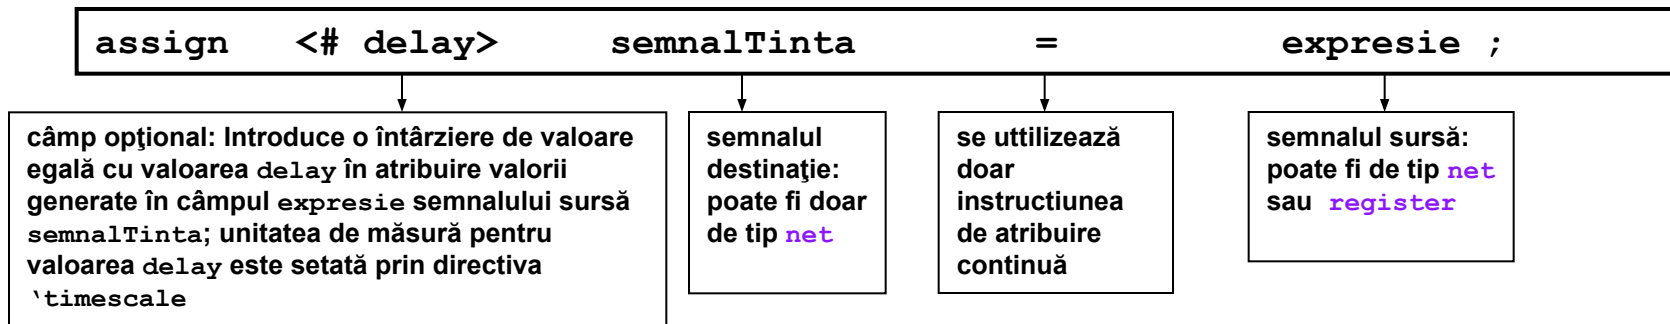 assign <# delay> semnalTinta = expresie ;
câmp opţional: Introduce o întârziere de valoare
egală cu valoarea delay în atribuire valorii
generate în câmpul expresie semnalului sursă
semnalTinta; unitatea de măsură pentru
valoarea delay este setată prin directiva
‘timescale
semnalul
destinaţie:
poate fi doar
de tip net
se uttilizează
doar
instructiunea
de atribuire
continuă
semnalul sursă:
poate fi de tip net
sau register